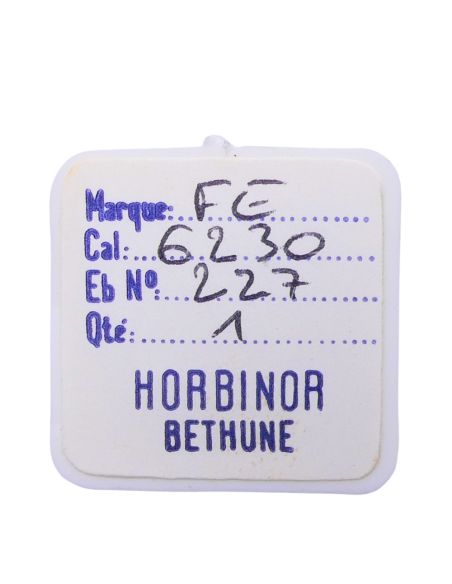 Marque: FE
Cal: 6230
Eb Nº: 227
Qté: 1
HORBINOR
BETHUNE